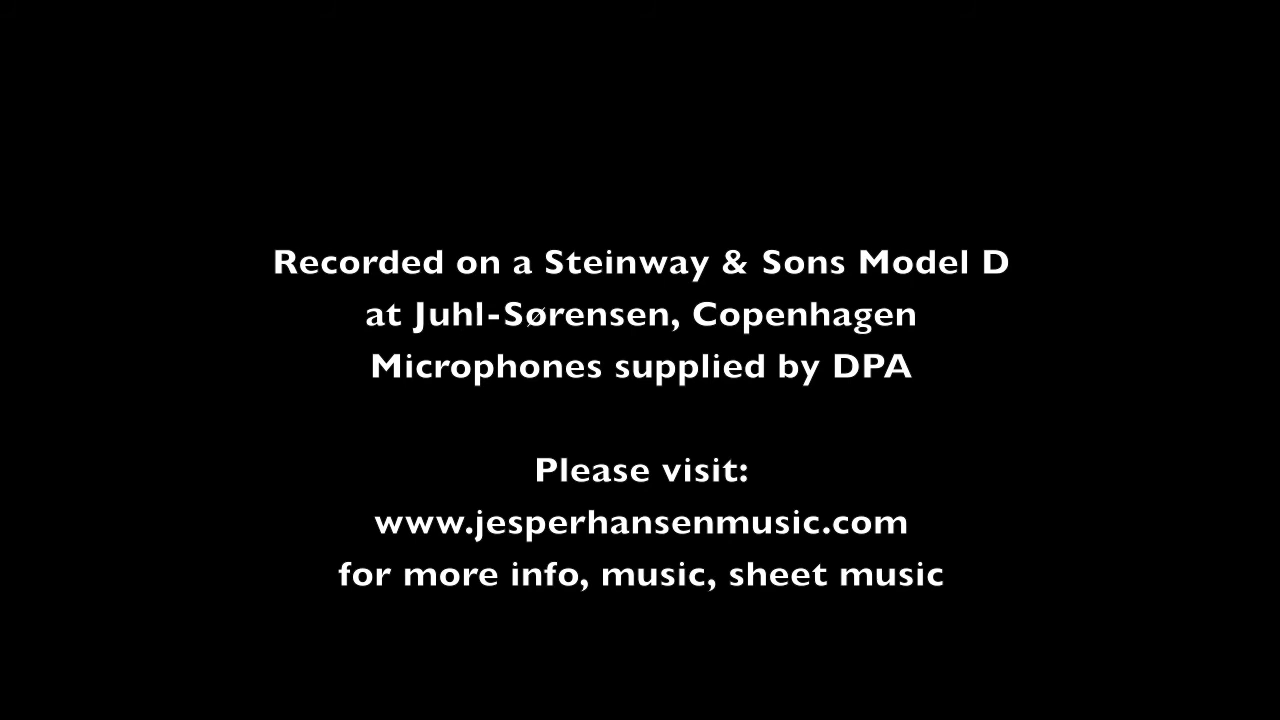 Recorded on a Steinway & Sons Model D
at Juhl-Sørensen, Copenhagen
Microphones supplied by DPA
Please visit:
www.jesperhansenmusic.com
for more info, music, sheet music